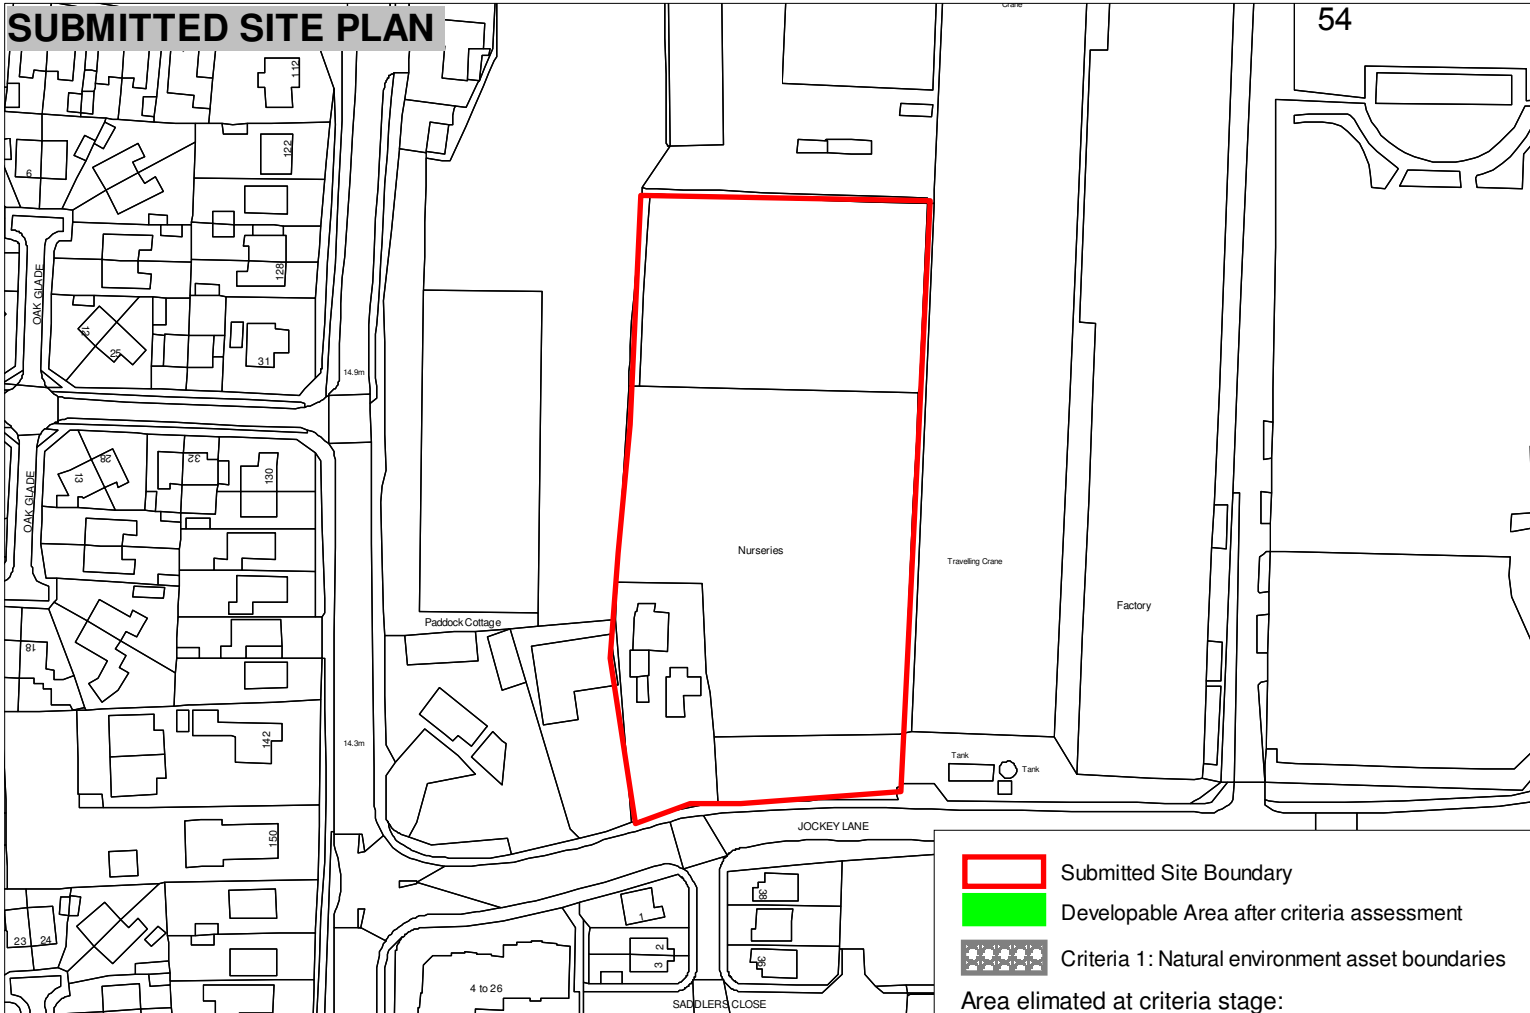 SUBMITTED SITE PLAN
54
Crane
112
122
9
128
OAK GLADE
12
25
31
14.9m
28
32
13
130
OAK GLADE
Nurseries
Travelling Crane
Factory
Paddock Cottage
18
142
14.3m
Tank
Tank
150
JOCKEY LANE
Submitted Site Boundary
38
Developable Area after criteria assessment
1
23
24
2
3
36
Criteria 1: Natural environment asset boundaries
4 to 26
SADDLERS CLOSE
Area elimated at criteria stage: